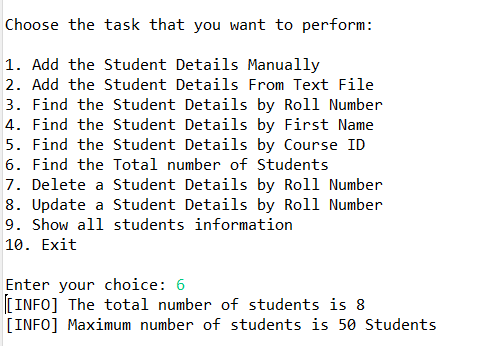 Choose the task that you want to perform:
1. Add the Student Details Manually
2. Add the Student Details From Text File
3. Find the Student Details by Roll Number
4. Find the Student Details by First Name
5. Find the Student Details by Course ID
6. Find the Total number of Students
7. Delete a Student Details by Roll Number
8. Update a Student Details by Roll Number
9. Show all students information
10. Exit
Enter your choice: 6
[INFO] The total number of students is 8
[INFO] Maximum number of students is 50 Students